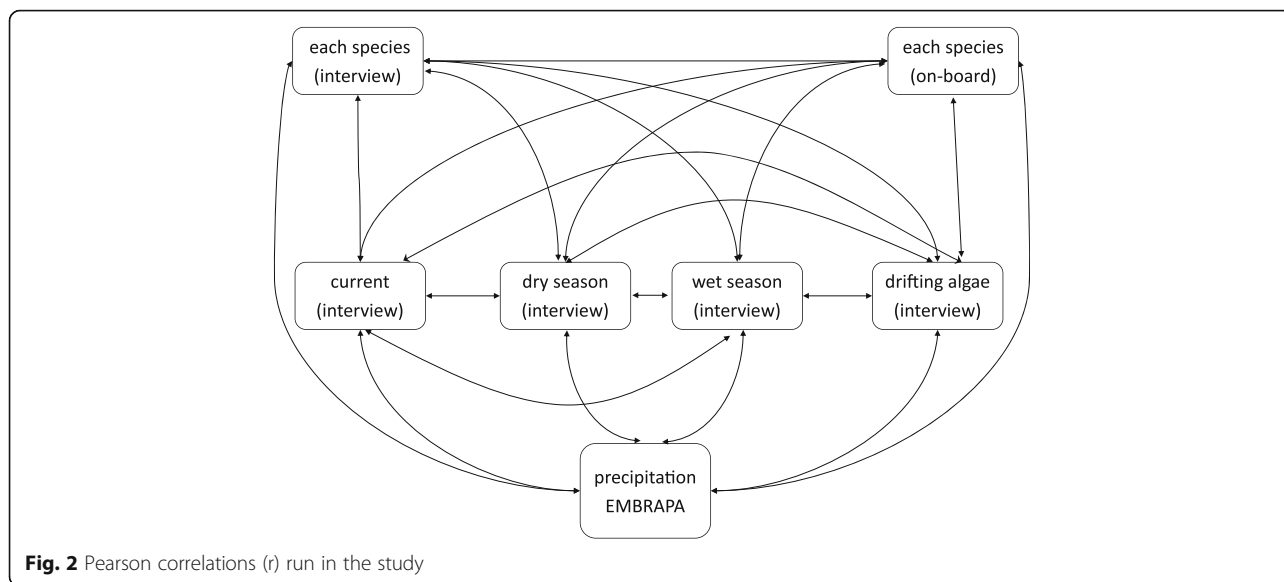 each species
(interview)
each species
(on-board)
current
(interview)
dry season
(interview)
wet season
(interview)
drifting algae
(interview)
precipitation
EMBRAPA
Fig. 2 Pearson correlations (r) run in the study